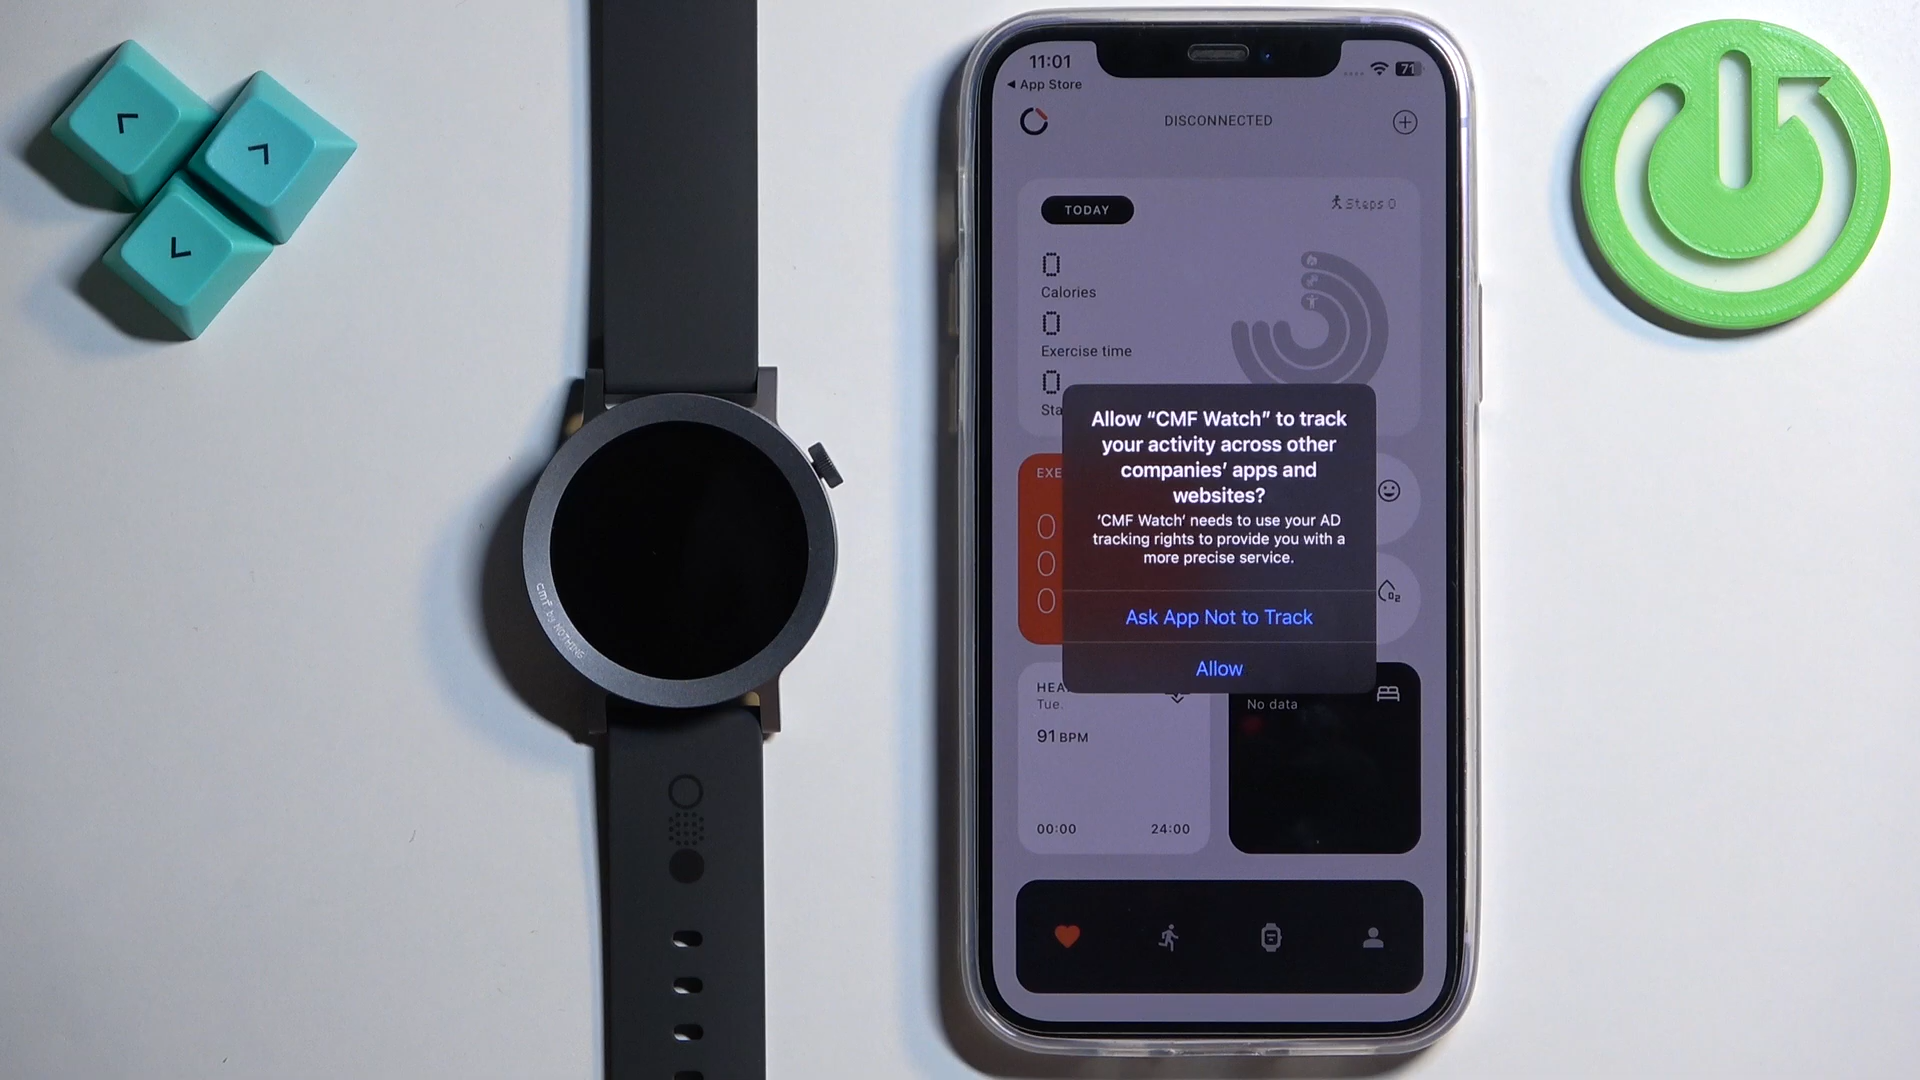 11:01
71
◀ App Store
DISCONNECTED
TODAY
Steps 0
0
Calories
0
Exercise time
0
Sta
Allow “CMF Watch” to track
your activity across other
companies’ apps and
websites?
‘CMF Watch’ needs to use your AD
tracking rights to provide you with a
more precise service.
Ask App Not to Track
Allow
EXE
0
0
0
O2
HEA
Tue.
91 BPM
00:00
24:00
No data
cmf by NOTHING